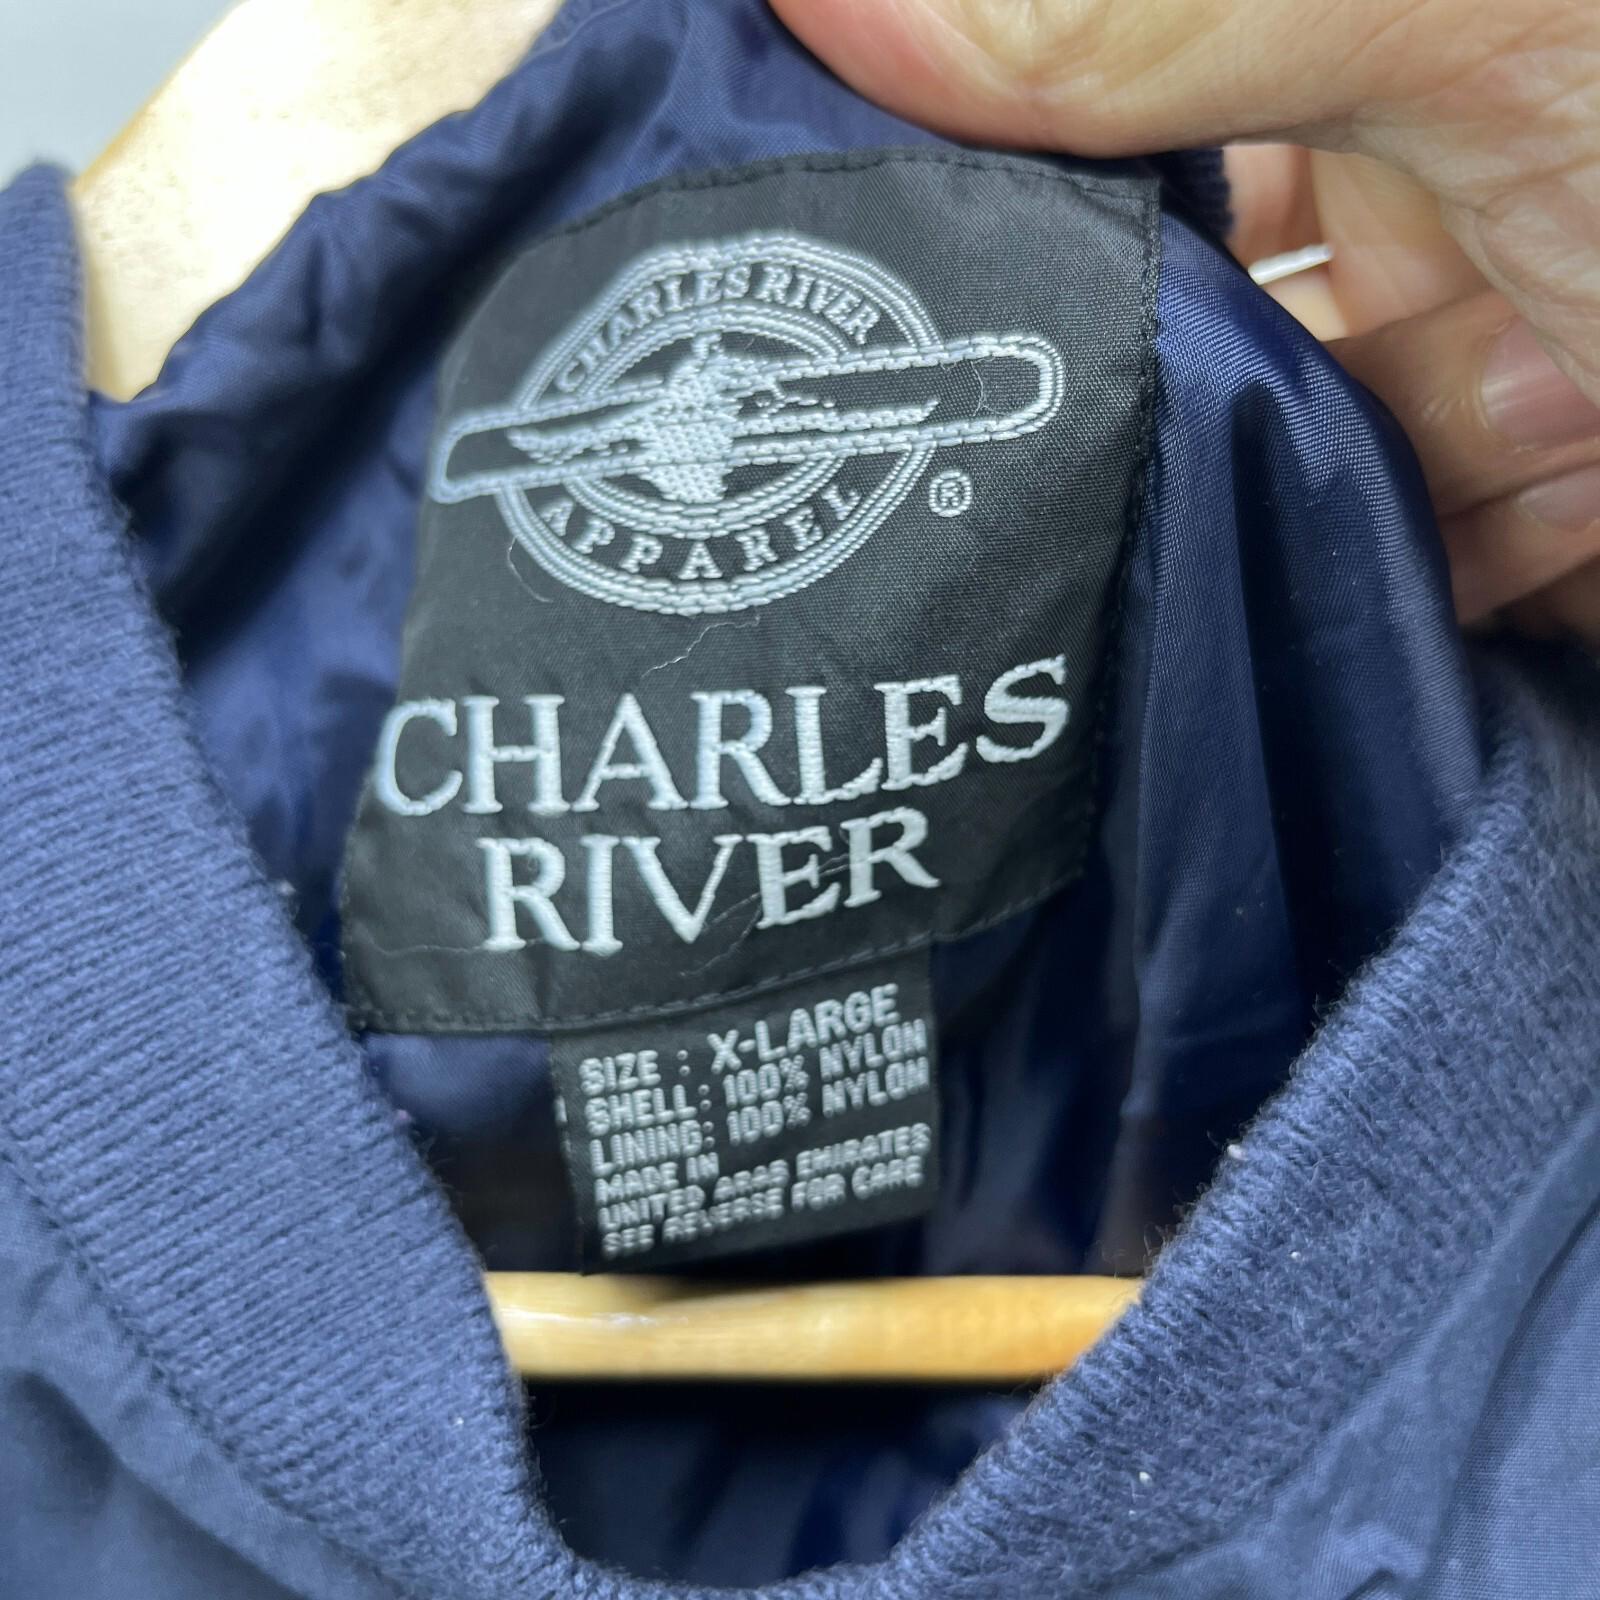 CHARLES RIVER
APPAREL
®
CHARLES
RIVER
SIZE : X-LARGE
SHELL: 100% NYLON
LINING: 100% NYLON
MADE IN
UNITED ARAB EMIRATES
SEE REVERSE FOR CARE